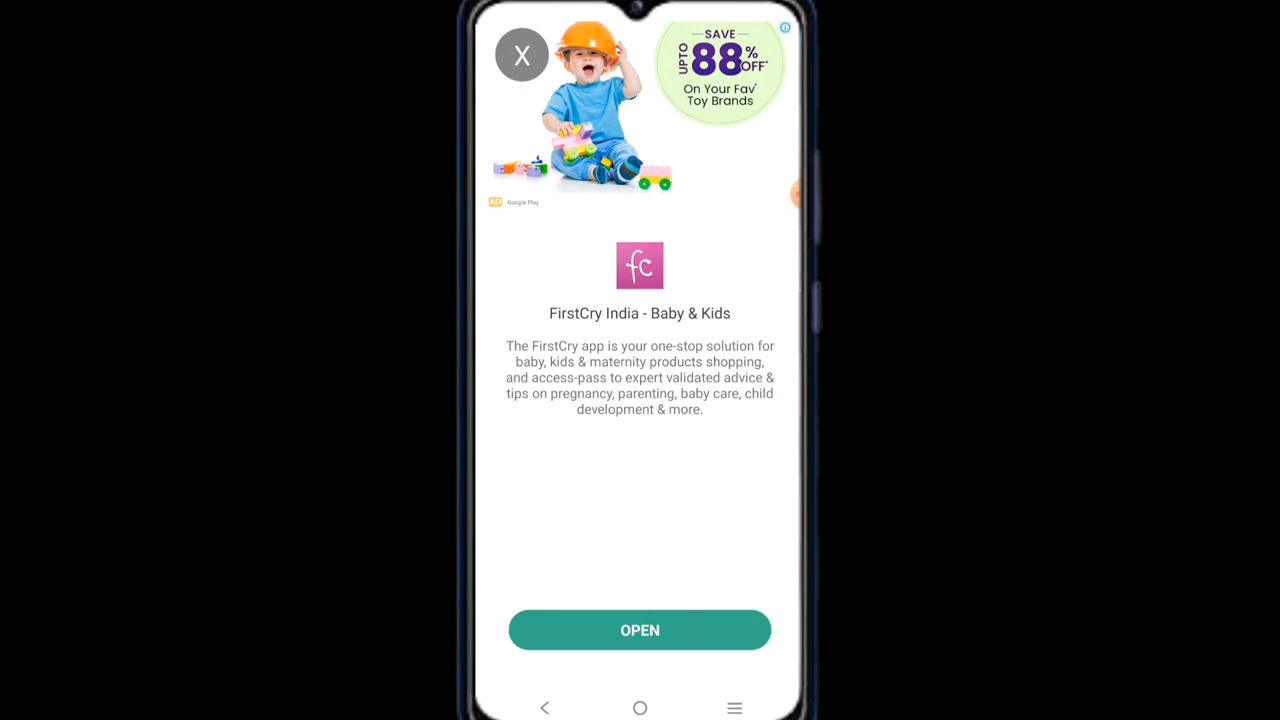 X
SAVE
UPTO 88% OFF*
On Your Fav'
Toy Brands
AD Google Play
fc
FirstCry India - Baby & Kids
The FirstCry app is your one-stop solution for
baby, kids & maternity products shopping,
and access-pass to expert validated advice &
tips on pregnancy, parenting, baby care, child
development & more.
OPEN